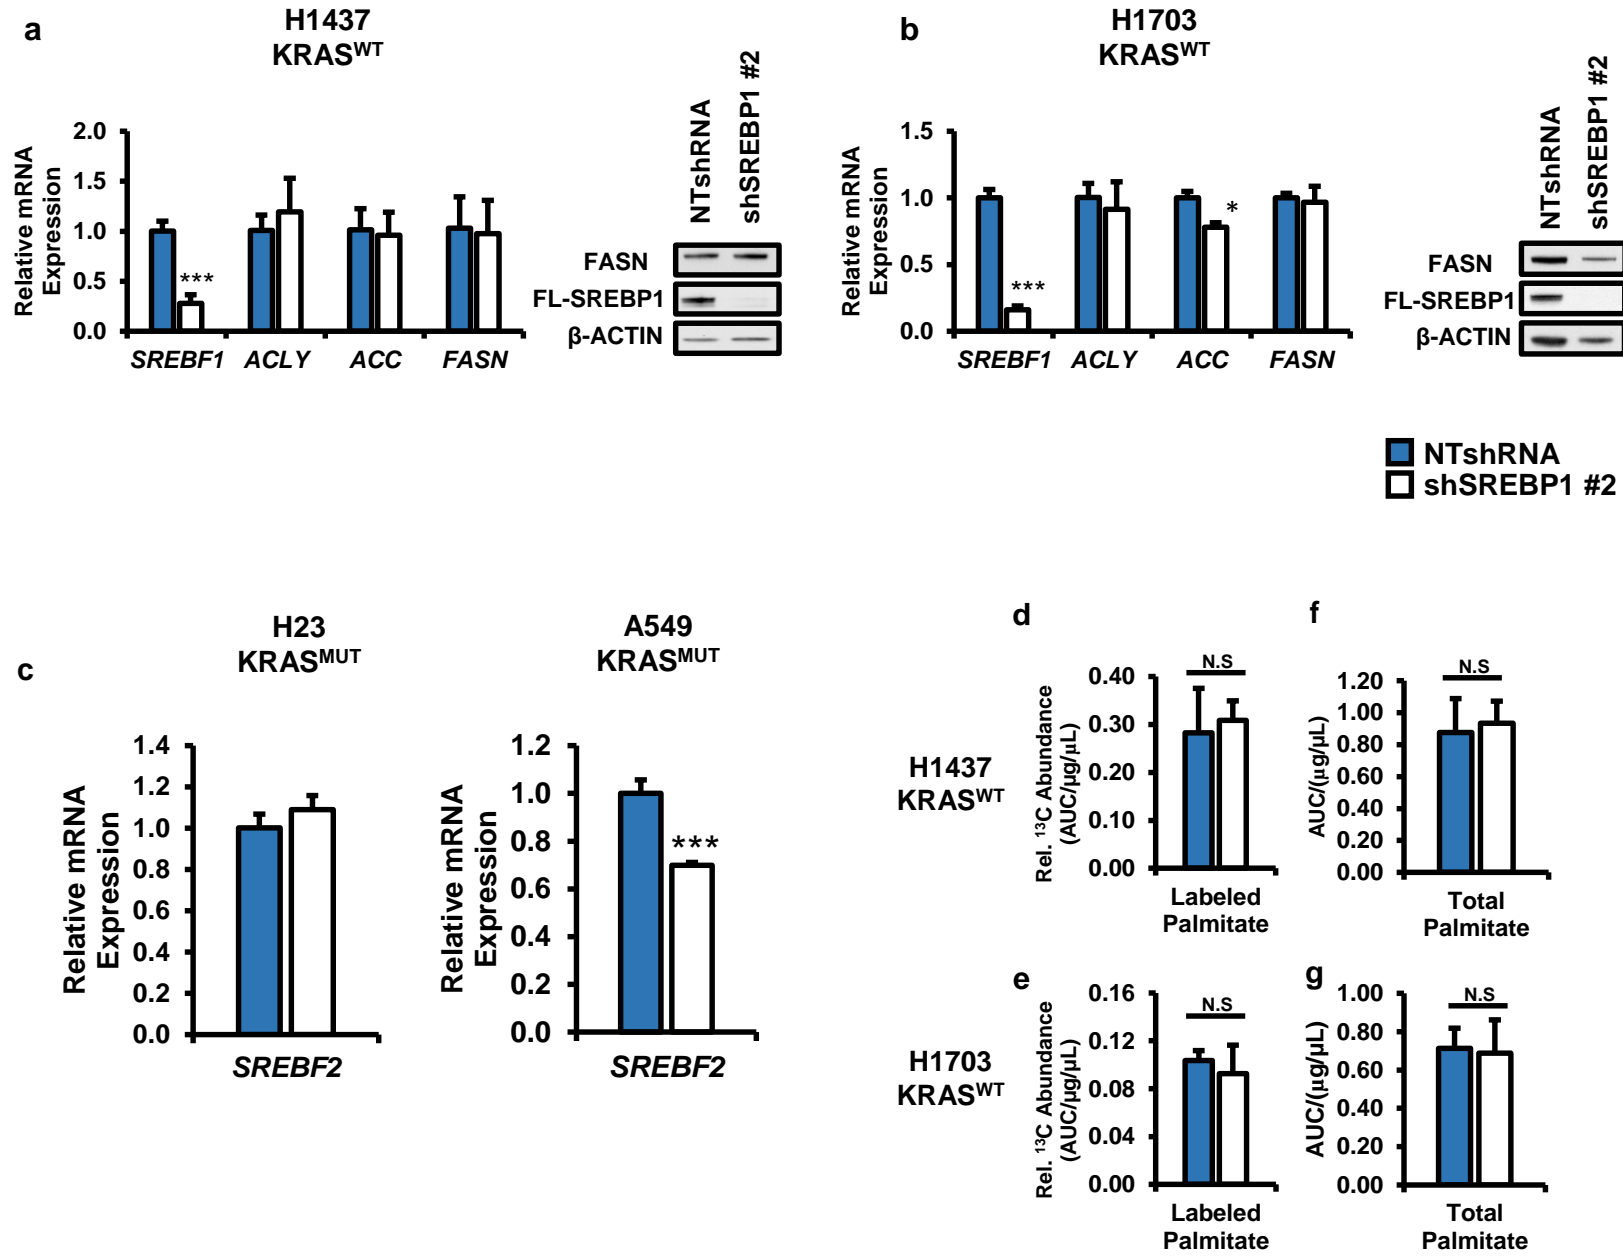 a
H1437
KRASWT
Relative mRNA
Expression
2.0
1.5
1.0
0.5
0.0
***
SREBF1 ACLY ACC FASN
NTshRNA
shSREBP1 #2
FASN
FL-SREBP1
β-ACTIN
b
H1703
KRASWT
Relative mRNA
Expression
1.5
1.0
0.5
0.0
***
*
SREBF1 ACLY ACC FASN
NTshRNA
shSREBP1 #2
FASN
FL-SREBP1
β-ACTIN
NTshRNA
shSREBP1 #2
c
H23
KRASMUT
Relative mRNA
Expression
1.4
1.2
1.0
0.8
0.6
0.4
0.2
0.0
SREBF2
A549
KRASMUT
Relative mRNA
Expression
1.2
1.0
0.8
0.6
0.4
0.2
0.0
***
SREBF2
H1437
KRASWT
d
Rel. 13C Abundance
(AUC/µg/µL)
0.40
0.30
0.20
0.10
0.00
N.S
Labeled
Palmitate
f
AUC/(µg/µL)
1.20
1.00
0.80
0.60
0.40
0.20
0.00
N.S
Total
Palmitate
H1703
KRASWT
e
Rel. 13C Abundance
(AUC/µg/µL)
0.16
0.12
0.08
0.04
0.00
N.S
Labeled
Palmitate
g
AUC/(µg/µL)
1.00
0.80
0.60
0.40
0.20
0.00
N.S
Total
Palmitate